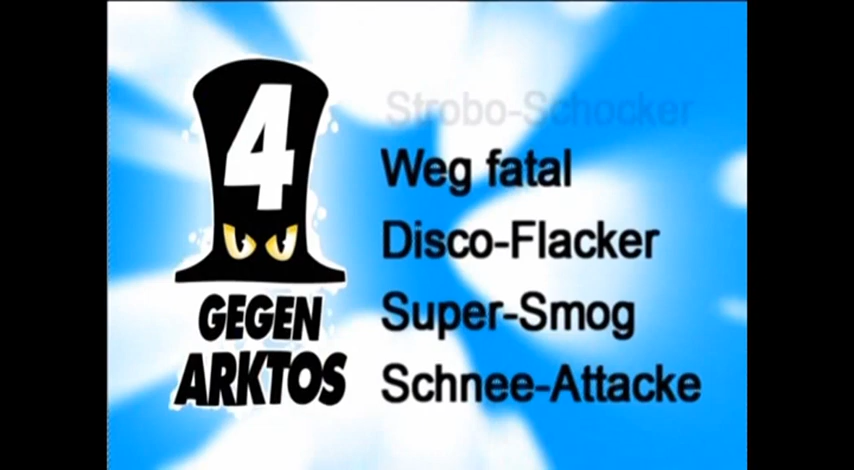 4
GEGEN
ARKTOS
Strobo-Schocker
Weg fatal
Disco-Flacker
Super-Smog
Schnee-Attacke